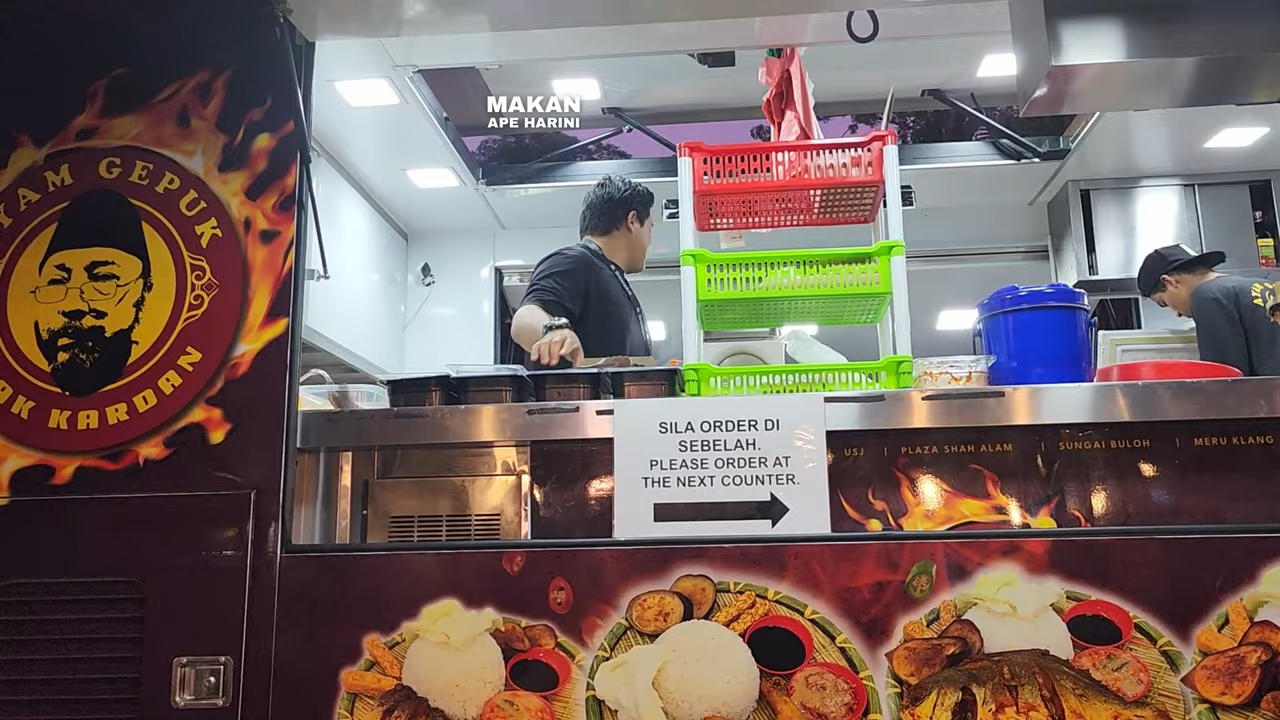 MAKAN
APE HARINI
YAM GEPUK
AK KARDAN
SILA ORDER DI
SEBELAH.
PLEASE ORDER AT
THE NEXT COUNTER.
USJ | PLAZA SHAH ALAM | SUNGAI BULOH | MERU KLANG